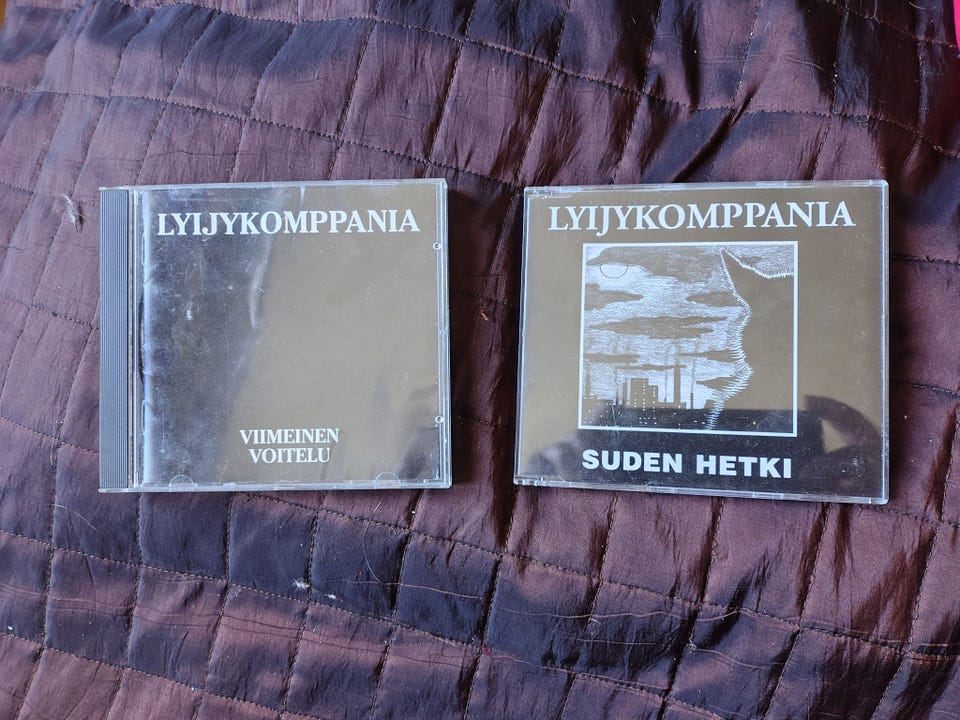 LYIJYKOMPPANIA
VIIMEINEN
VOITELU
LYIJYKOMPPANIA
SUDEN HETKI